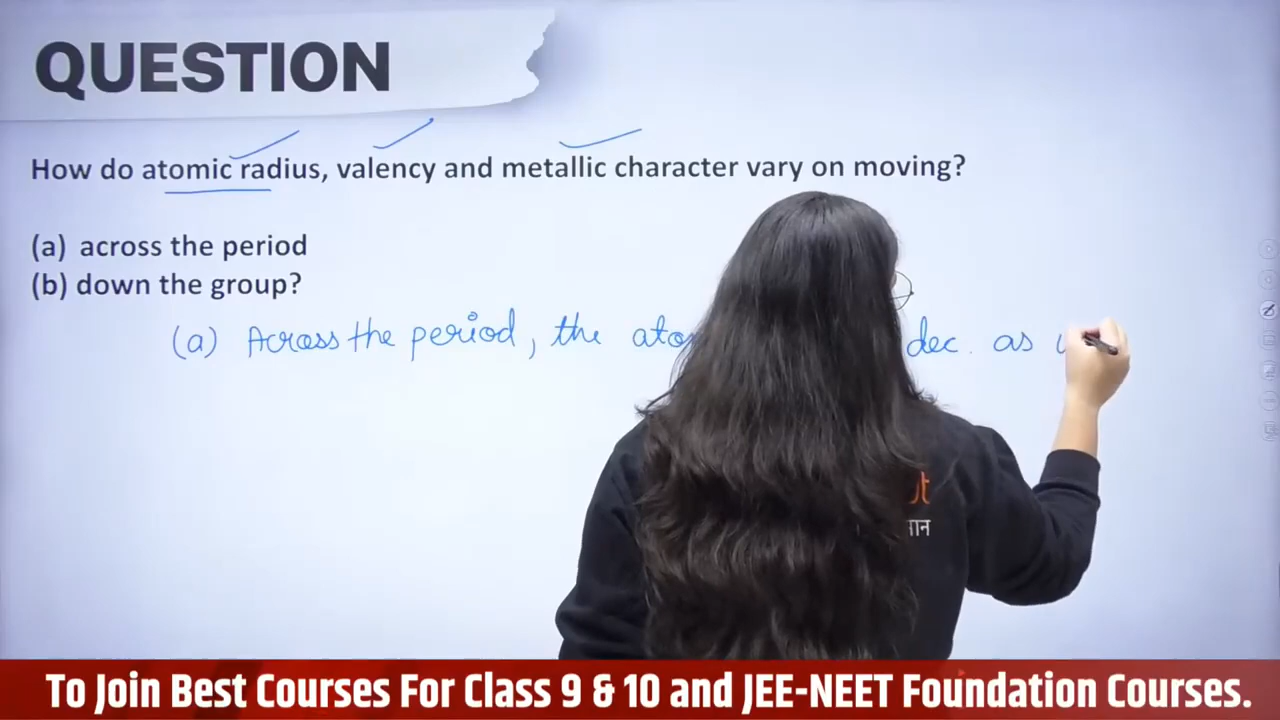 QUESTION
How do atomic radius, valency and metallic character vary on moving?
(a) across the period
(b) down the group?
(a) Across the period, the dec. as
To Join Best Courses For Class 9 & 10 and JEE-NEET Foundation Courses.